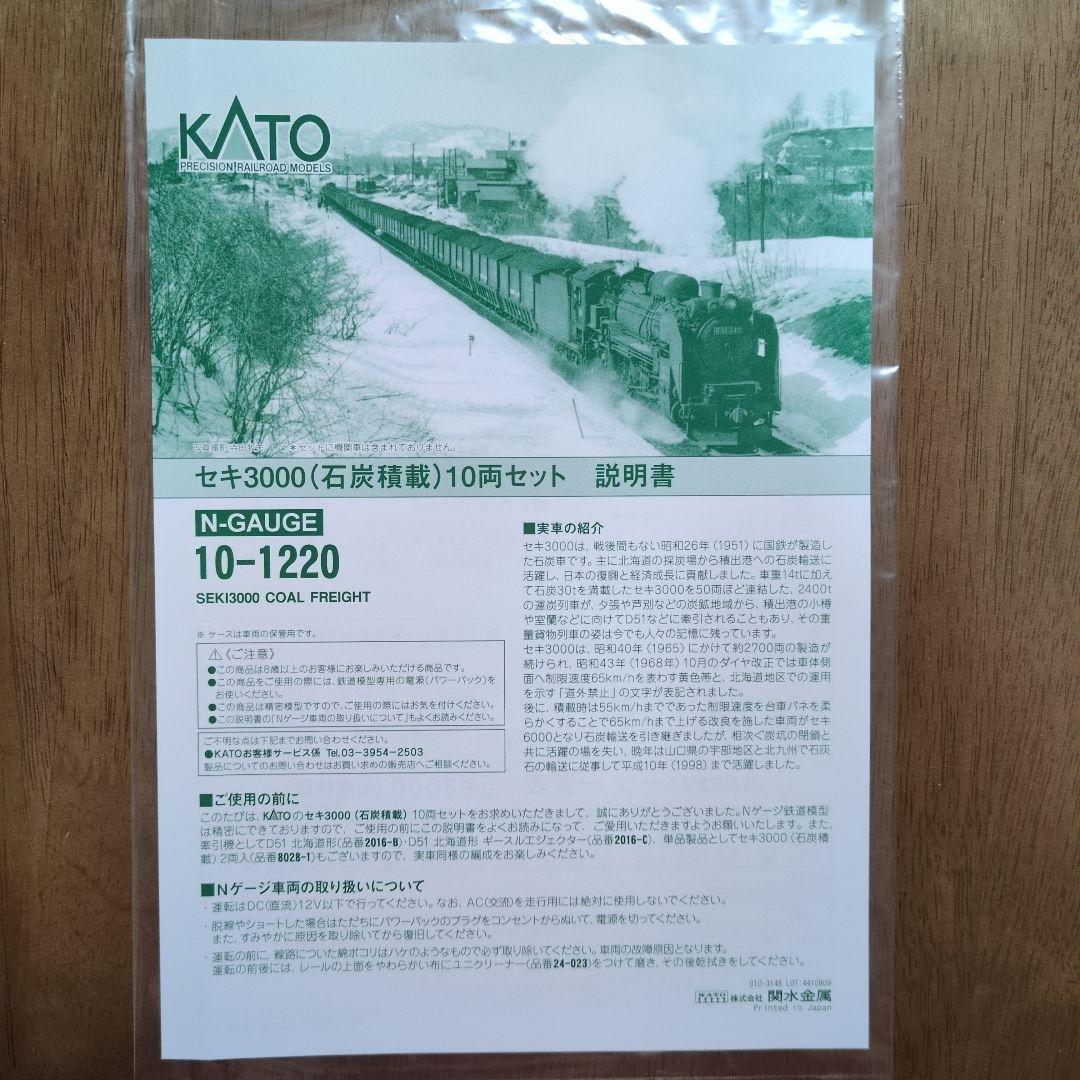 KATO
PRECISION RAILROAD MODELS
*セットに機関車は含まれておりません。
セキ3000(石炭積載)10両セット 説明書
N-GAUGE
10-1220
SEKI3000 COAL FREIGHT
※ ケースは車両の保管用です。
⚠《ご注意》
●この商品は8歳以上のお客様にお楽しみいただける商品です。
●この商品をご使用の際には、鉄道模型専用の電源(パワーパック)を
お使いください。
●この商品は精密模型ですので、ご使用の際にはお気を付けください。
●この説明書の「Nゲージ車両の取り扱いについて」もよくお読みください。
ご不明な点は下記までお問い合わせください。
●KATOお客様サービス係 Tel.03-3954-2503
製品についてのお問い合わせはお買い求めの販売店へご相談ください。
■実車の紹介
セキ3000は、戦後間もない昭和26年(1951)に国鉄が製造し
た石炭車です。主に北海道の採炭場から積出港への石炭輸送に
活躍し、日本の復興と経済成長に貢献しました。車重14tに加え
て石炭30tを満載したセキ3000を50両ほど連結した、2400t
の運炭列車が、夕張や芦別などの炭鉱地域から、積出港の小樽
や室蘭などに向けてD51などに牽引されることもあり、その重
量貨物列車の姿は今でも人々の記憶に残っています。
セキ3000は、昭和40年(1965)にかけて約2700両の製造が
続けられ、昭和43年(1968年)10月のダイヤ改正では車体側
面へ制限速度65km/hを表わす黄色帯と、北海道地区での運用
を示す「道外禁止」の文字が表記されました。
後に、積載時は55km/hまでであった制限速度を台車バネを柔
らかくすることで65km/hまで上げる改良を施した車両がセキ
6000となり石炭輸送を引き継ぎましたが、相次ぐ炭坑の閉鎖と
共に活躍の場を失い、晩年は山口県の宇部地区と北九州で石灰
石の輸送に従事して平成10年(1998)まで活躍しました。
■ご使用の前に
このたびは、KATOのセキ3000(石炭積載)10両セットをお求めいただきまして、誠にありがとうございました。Nゲージ鉄道模型
は精密にできておりますので、ご使用の前にこの説明書をよくお読みになって、ご愛用いただきますようお願いいたします。また、
牽引機としてD51 北海道形(品番2016-B)・D51 北海道形 ギースルエジェクター(品番2016-C)、単品製品としてセキ3000(石炭積
載)2両入(品番8028-1)もございますので、実車同様の編成をお楽しみください。
■Nゲージ車両の取り扱いについて
・運転はDC(直流)12V以下で行ってください。なお、AC(交流)を走行用には絶対に使用しないでください。
・脱線やショートした場合はただちにパワーパックのプラグをコンセントからぬいて、電源を切ってください。
また、すみやかに原因を取り除いてから復旧してください。
・運転の前に、線路についた綿ボコリはハケのようなもので必ず取り除いてください。車両の故障原因となります。
運転の前後には、レールの上面をやわらかい布にユニクリーナー(品番24-023)をつけて磨き、その後乾拭きをしてください。
010-3148 LOT:4410809
KATO 株式会社 関水金属
Printed in Japan